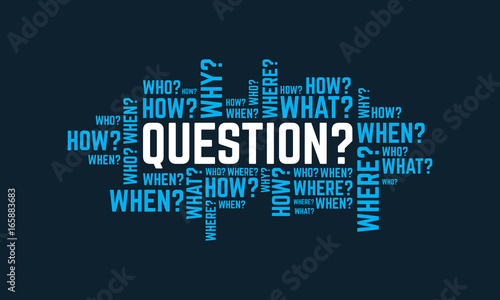 WHO? HOW? WHY? WHERE? HOW?
HOW? HOW? WHEN? HOW? WHAT? WHY? HOW?
WHO? WHEN?
HOW? WHEN?
WHEN? WHO? QUESTION? WHERE? WHO? WHAT?
WHEN? WHAT? WHO? WHERE? WHY? HOW? WHO? WHEN? WHO?
WHEN? HOW? WHERE?
WHERE? WHEN? WHERE? WHEN?
WHAT?
Adobe Stock | #165883683